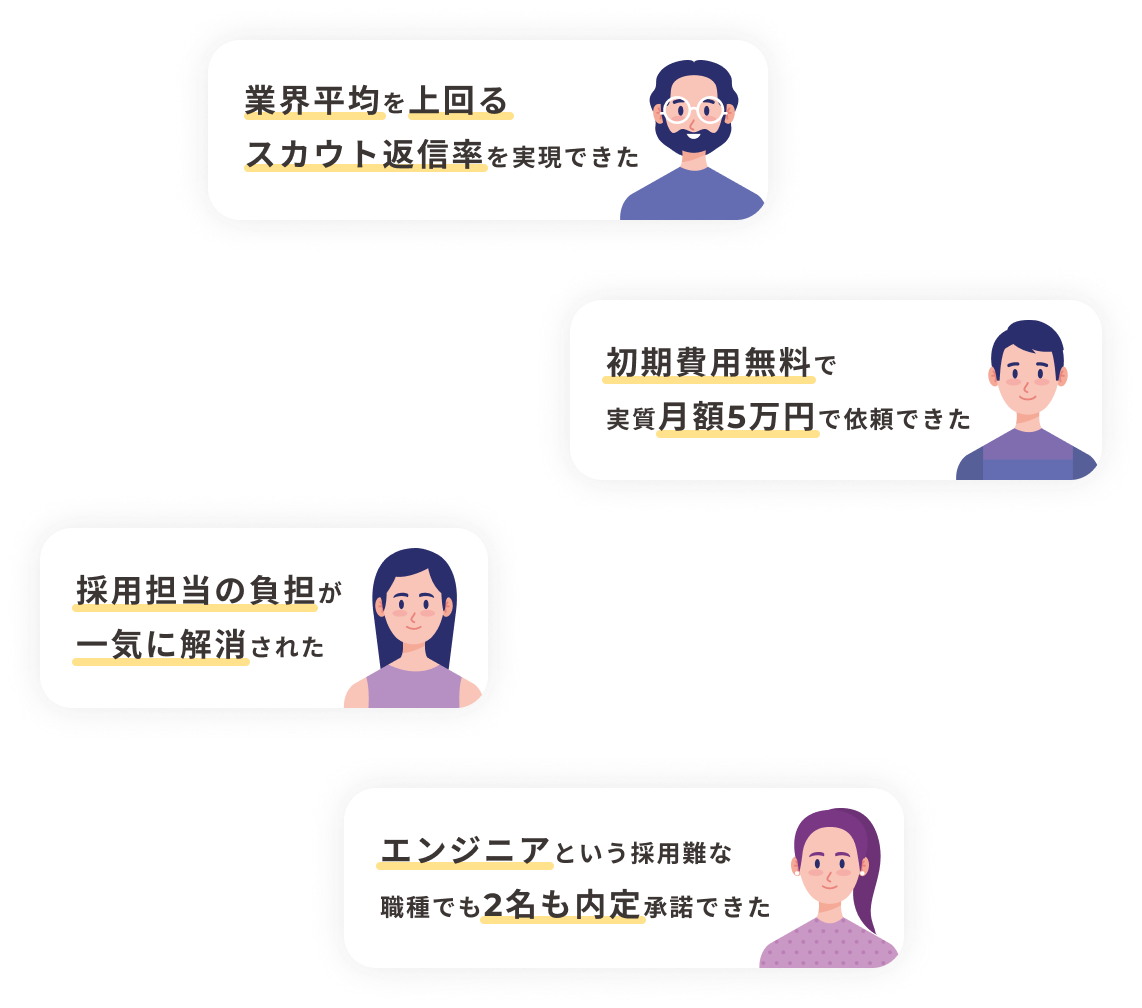 業界平均を上回る
スカウト返信率を実現できた
初期費用無料で
実質月額5万円で依頼できた
採用担当の負担が
一気に解消された
エンジニアという採用難な
職種でも2名も内定承諾できた